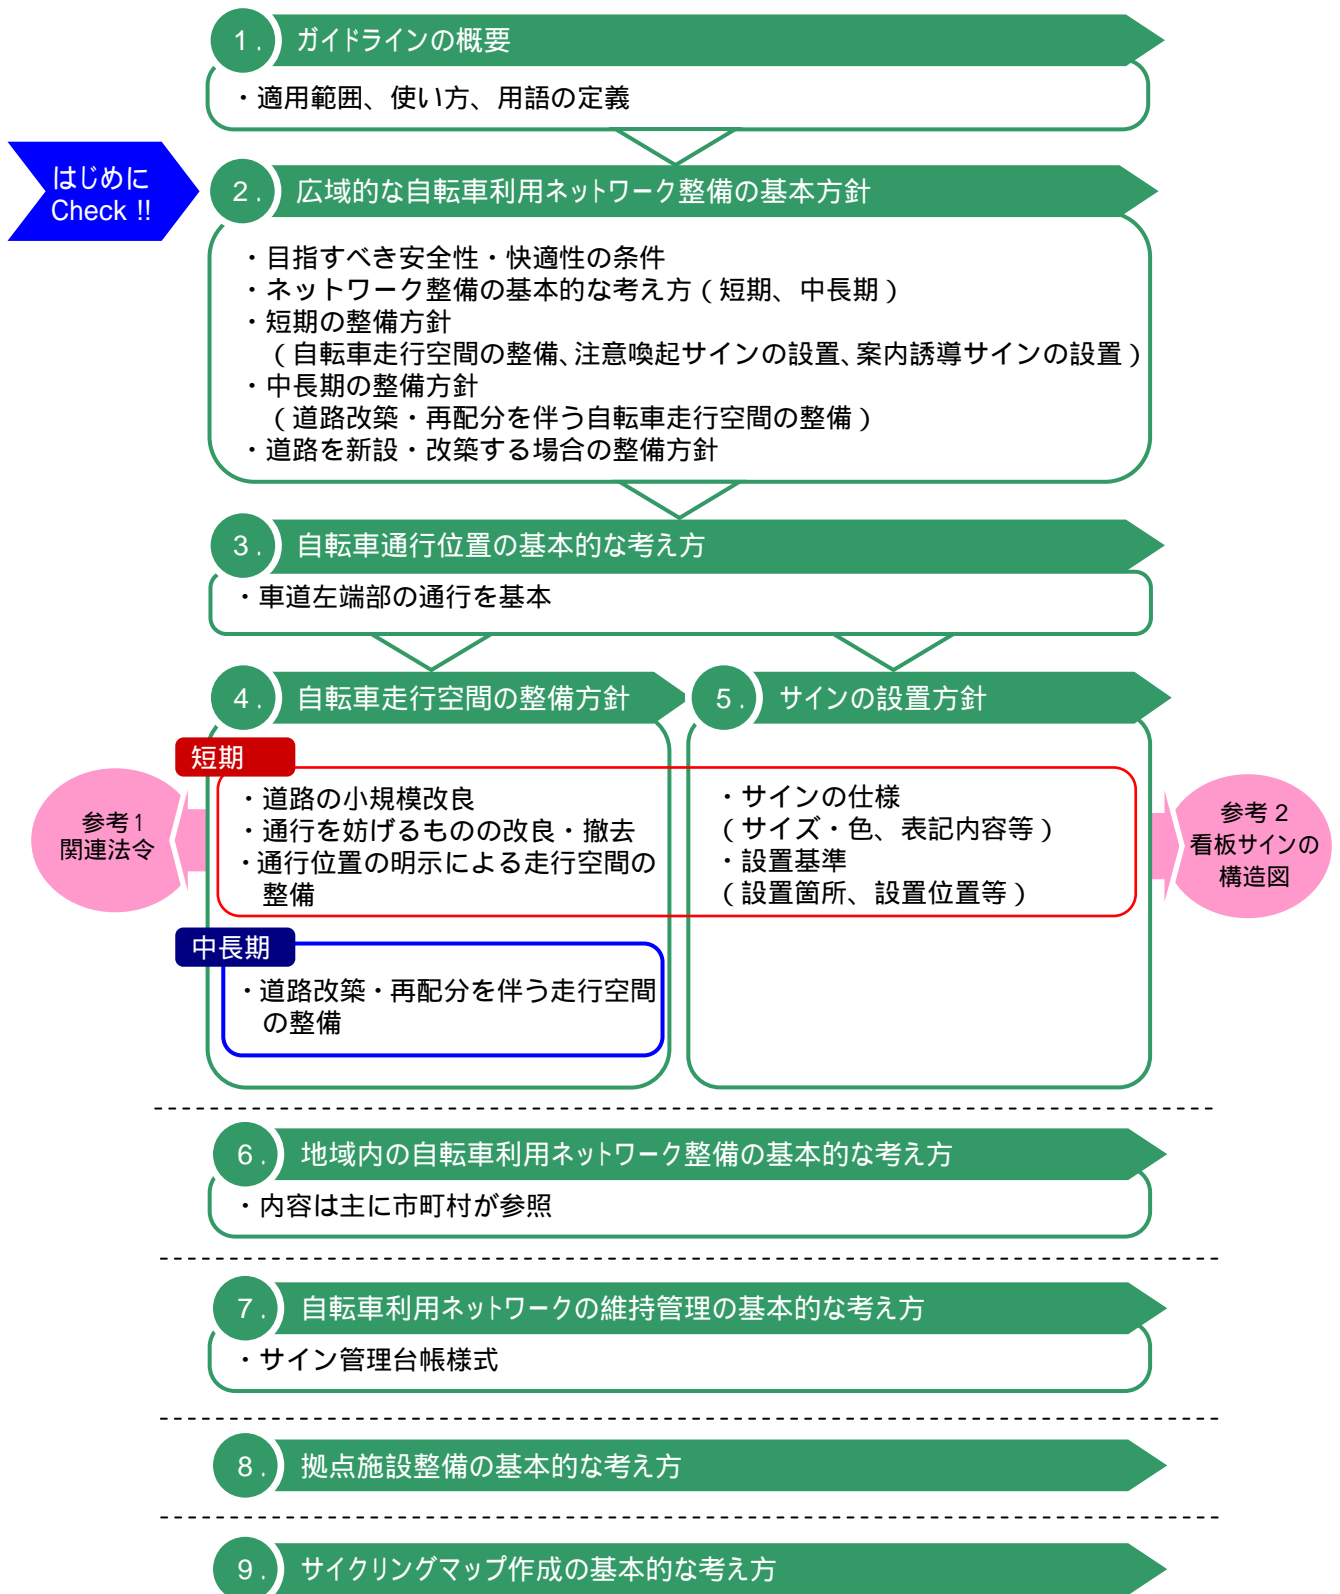 1. ガイドラインの概要
・適用範囲、使い方、用語の定義
はじめに
Check !!
2. 広域的な自転車利用ネットワーク整備の基本方針
・目指すべき安全性・快適性の条件
・ネットワーク整備の基本的な考え方(短期、中長期)
・短期の整備方針
(自転車走行空間の整備、注意喚起サインの設置、案内誘導サインの設置)
・中長期の整備方針
(道路改築・再配分を伴う自転車走行空間の整備)
・道路を新設・改築する場合の整備方針
3. 自転車通行位置の基本的な考え方
・車道左端部の通行を基本
4. 自転車走行空間の整備方針
短期
・道路の小規模改良
・通行を妨げるものの改良・撤去
・通行位置の明示による走行空間の
整備
参考1
関連法令
中長期
・道路改築・再配分を伴う走行空間
の整備
5. サインの設置方針
・サインの仕様
(サイズ・色、表記内容等)
・設置基準
(設置箇所、設置位置等)
参考2
看板サインの
構造図
6. 地域内の自転車利用ネットワーク整備の基本的な考え方
・内容は主に市町村が参照
7. 自転車利用ネットワークの維持管理の基本的な考え方
・サイン管理台帳様式
8. 拠点施設整備の基本的な考え方
9. サイクリングマップ作成の基本的な考え方